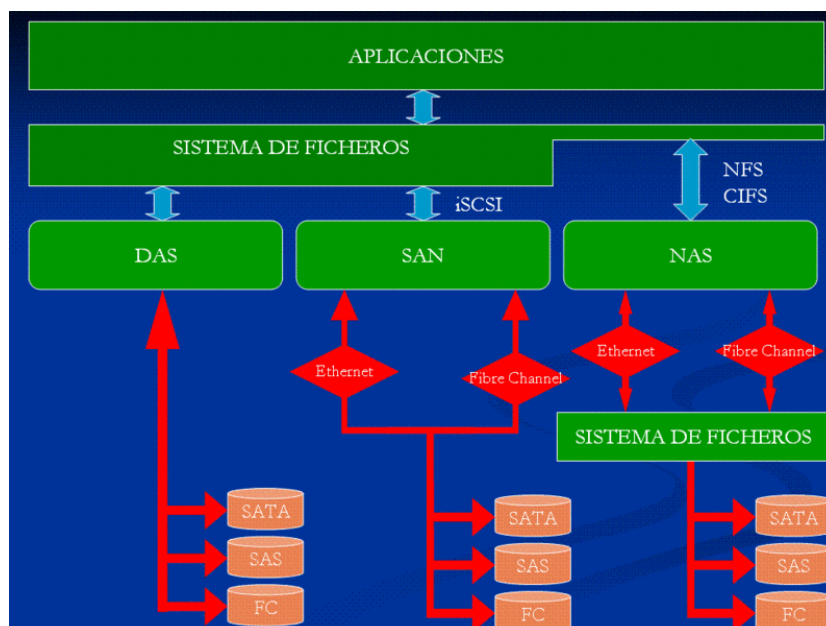 APLICACIONES
SISTEMA DE FICHEROS
NFS
CIFS
iSCSI
DAS
SAN
NAS
Ethernet
Fibre Channel
Ethernet
Fibre Channel
SISTEMA DE FICHEROS
SATA
SATA
SATA
SAS
SAS
SAS
FC
FC
FC